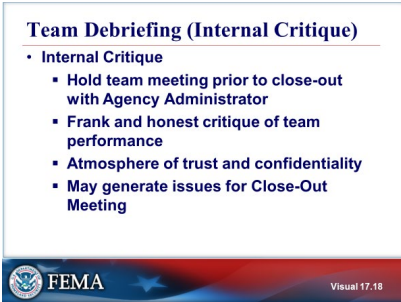 Team Debriefing (Internal Critique)
• Internal Critique
▪ Hold team meeting prior to close-out
with Agency Administrator
▪ Frank and honest critique of team
performance
▪ Atmosphere of trust and confidentiality
▪ May generate issues for Close-Out
Meeting
FEMA
Visual 17.18